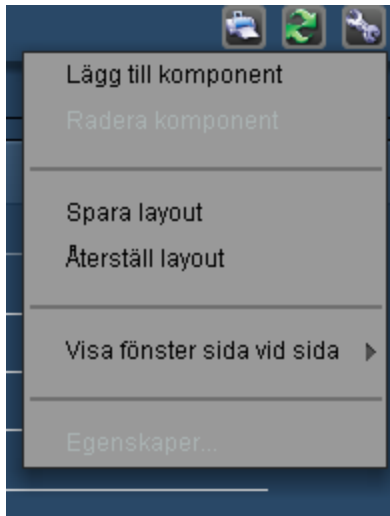 Lägg till komponent
Radera komponent
Spara layout
Återställ layout
Visa fönster sida vid sida
Egenskaper...